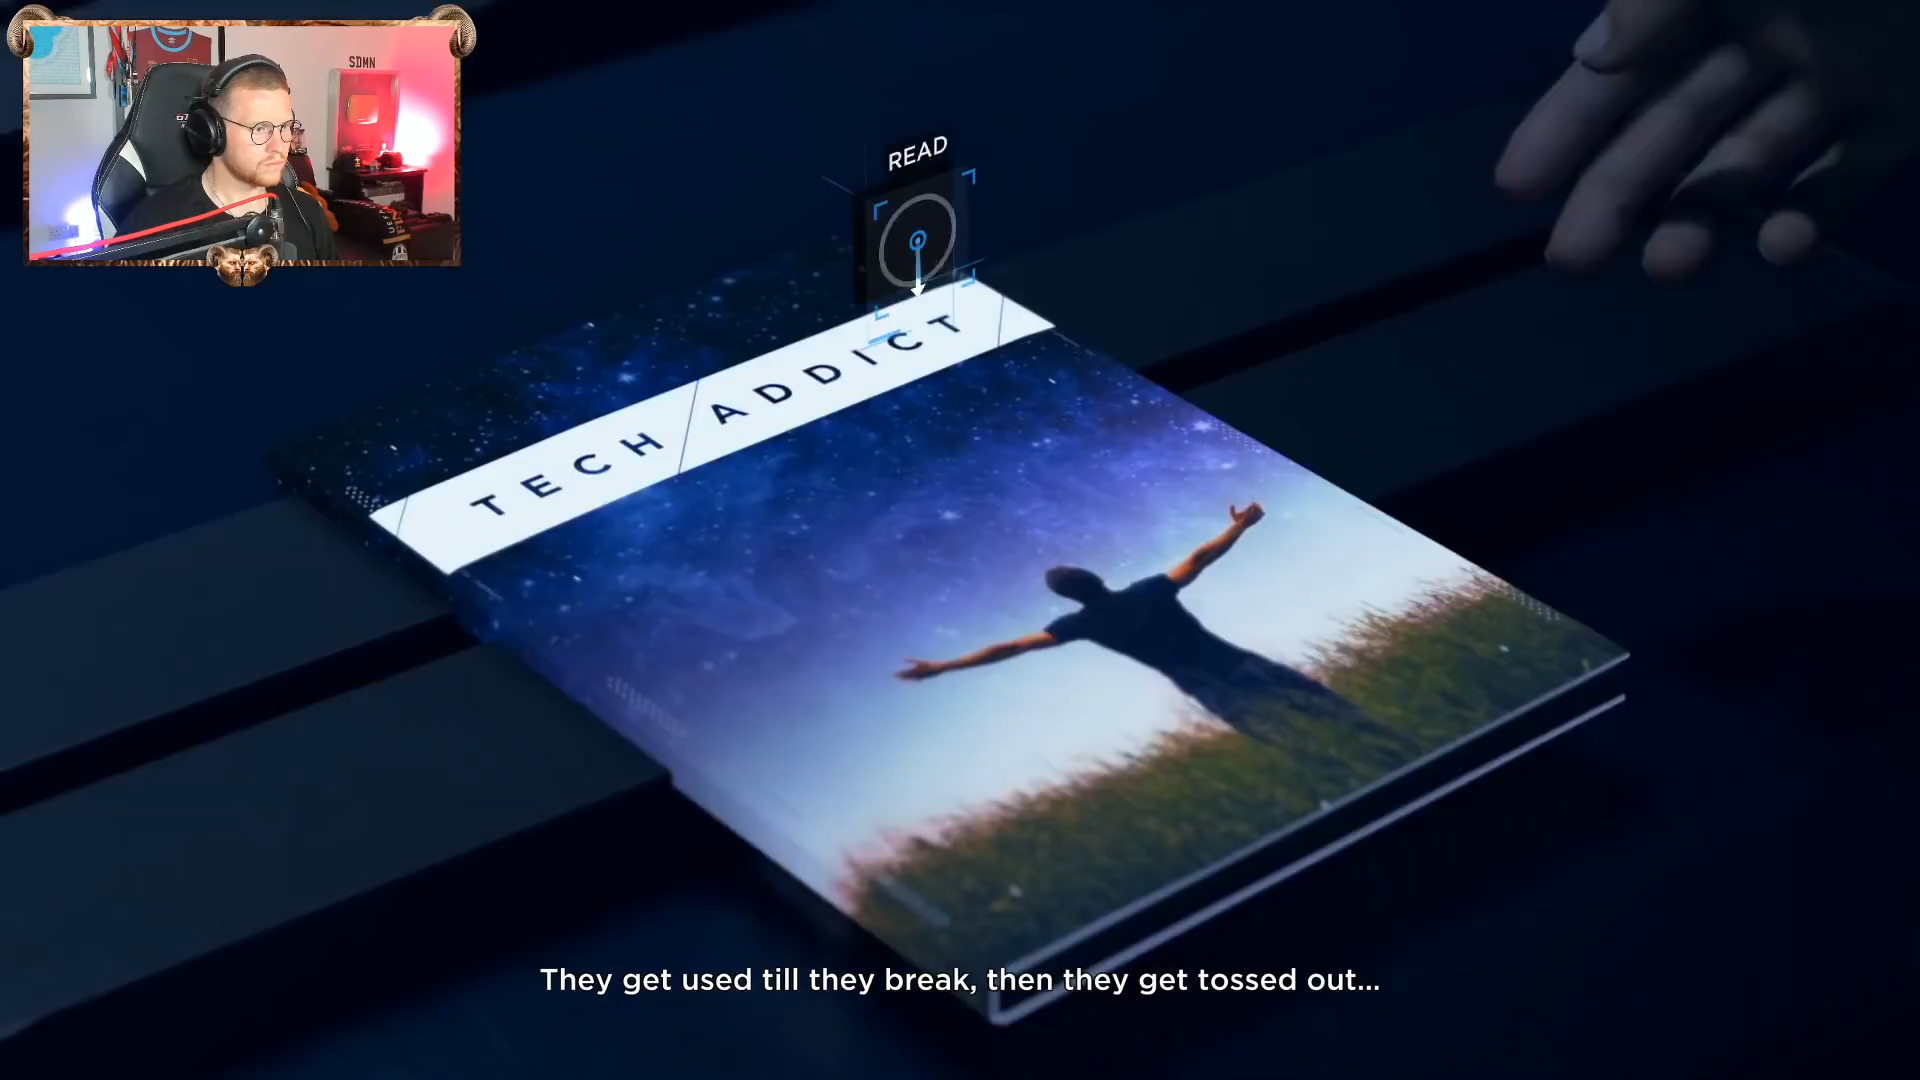 SDMN
READ
TECH ADDICT
They get used till they break, then they get tossed out...